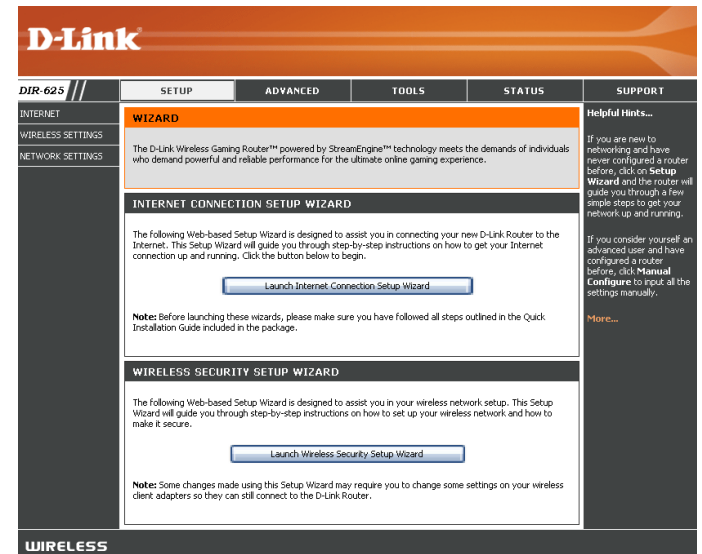 D-Link
DIR-625
SETUP
ADVANCED
TOOLS
STATUS
SUPPORT
INTERNET
WIRELESS SETTINGS
NETWORK SETTINGS
WIZARD
The D-Link Wireless Gaming Router™ powered by StreamEngine™ technology meets the demands of individuals
who demand powerful and reliable performance for the ultimate online gaming experience.
INTERNET CONNECTION SETUP WIZARD
The following Web-based Setup Wizard is designed to assist you in connecting your new D-Link Router to the
Internet. This Setup Wizard will guide you through step-by-step instructions on how to get your Internet
connection up and running. Click the button below to begin.
Launch Internet Connection Setup Wizard
Note: Before launching these wizards, please make sure you have followed all steps outlined in the Quick
Installation Guide included in the package.
WIRELESS SECURITY SETUP WIZARD
The following Web-based Setup Wizard is designed to assist you in your wireless network setup. This Setup
Wizard will guide you through step-by-step instructions on how to set up your wireless network and how to
make it secure.
Launch Wireless Security Setup Wizard
Note: Some changes made using this Setup Wizard may require you to change some settings on your wireless
client adapters so they can still connect to the D-Link Router.
Helpful Hints...
If you are new to
networking and have
never configured a router
before, click on Setup
Wizard and the router will
guide you through a few
simple steps to get your
network up and running.
If you consider yourself an
advanced user and have
configured a router
before, click Manual
Configure to input all the
settings manually.
More...
WIRELESS